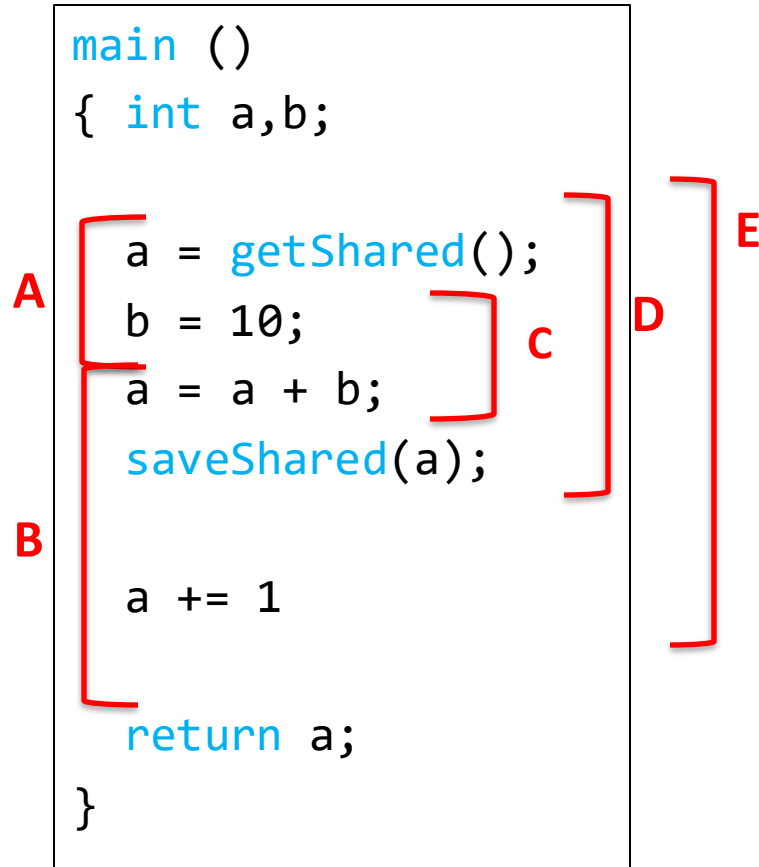 main ()
{ int a,b;
E
a = getShared();
A
b = 10;
D
C
a = a + b;
saveShared(a);
B
a += 1
return a;
}